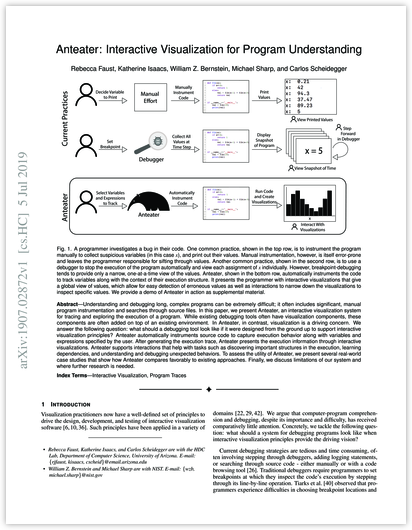 Anteater: Interactive Visualization for Program Understanding
Rebecca Faust, Katherine Isaacs, William Z. Bernstein, Michael Sharp, and Carlos Scheidegger
Current Practices
Decide Variable
to Print
Manual
Effort
Manually
Instrument
Code
Print
Values
x: 0.21
x: 42
x: 94.3
x: 37.47
x: 89.23
x: 5
View Printed Values
Set
Breakpoint
Debugger
Collect All
Values at
Time Step
Display
Snapshot
of Program
x = 5
Step
Forward
in Debugger
View Snapshot of Time
Anteater
Select Variables
and Expressions
to Track
Anteater
Automatically
Instrument
Code
Run Code
and Create
Visualizations
Interact With
Visualizations
Fig. 1. A programmer investigates a bug in their code. One common practice, shown in the top row, is to instrument the program
manually to collect suspicious variables (in this case x), and print out their values. Manual instrumentation, however, is itself error-prone
and leaves the programmer responsible for sifting through values. Another common practice, shown in the second row, is to use a
debugger to stop the execution of the program automatically and view each assignment of x individually. However, breakpoint-debugging
tends to provide only a narrow, one-at-a-time view of the values. Anteater, shown in the bottom row, automatically instruments the code
to track variables along with the context of their execution structure. It presents the programmer with interactive visualizations that give
a global view of values, which allow for easy detection of erroneous values as well as interactions to narrow down the visualizations to
inspect specific values. We provide a demo of Anteater in action as supplemental material.
Abstract—Understanding and debugging long, complex programs can be extremely difficult; it often includes significant, manual
program instrumentation and searching through source files. In this paper, we present Anteater, an interactive visualization system
for tracing and exploring the execution of a program. While existing debugging tools often have visualization components, these
components are often added on top of an existing environment. In Anteater, in contrast, visualization is a driving concern. We
answer the following question: what should a debugging tool look like if it were designed from the ground up to support interactive
visualization principles? Anteater automatically instruments source code to capture execution behavior along with variables and
expressions specified by the user. After generating the execution trace, Anteater presents the execution information through interactive
visualizations. Anteater supports interactions that help with tasks such as discovering important structures in the execution, learning
dependencies, and understanding and debugging unexpected behaviors. To assess the utility of Anteater, we present several real-world
case studies that show how Anteater compares favorably to existing approaches. Finally, we discuss limitations of our system and
where further research is needed.
Index Terms—Interactive Visualization, Program Traces
1 INTRODUCTION
Visualization practitioners now have a well-defined set of principles to
drive the design, development, and testing of interactive visualization
software [6, 10, 36]. Such principles have been applied in a variety of
• Rebecca Faust, Katherine Isaacs, and Carlos Scheidegger are with the HDC
Lab, Department of Computer Science, University of Arizona. E-mail:
{rjfaust, kisaacs, cscheid}@email.arizona.edu
• William Z. Bernstein and Michael Sharp are with NIST. E-mail: {wzb,
michael.sharp}@nist.gov
domains [22, 29, 42]. We argue that computer-program comprehension
and debugging, despite its importance and difficulty, has received
comparatively little attention. Concretely, we tackle the following question:
what should a system for debugging programs look like when
interactive visualization principles provide the driving vision?
Current debugging strategies are tedious and time consuming, often
involving stepping through debuggers, adding logging statements,
or searching through source code - either manually or with a code
browsing tool [26]. Traditional debuggers require programmers to set
breakpoints at which they inspect the code's execution by stepping
through its line-by-line operation. Tiarks et al. [40] observed that programmers
experience difficulties in choosing breakpoint locations and
arXiv:1907.02872v1 [cs.HC] 5 Jul 2019